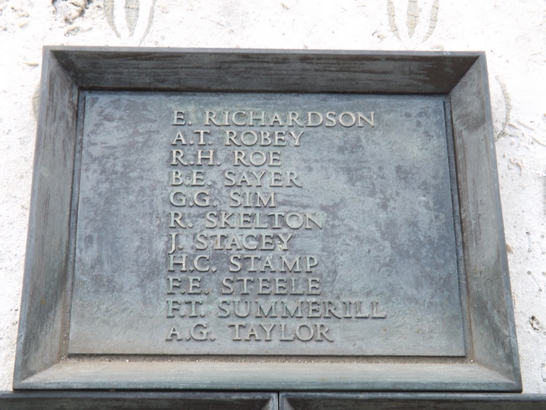 E. RICHARDSON
A.T. ROBEY
R.H. ROE
B.E. SAYER
G.G. SIM
R. SKELTON
J. STACEY
H.C. STAMP
F.E. STEELE
F.T. SUMMERILL
A.G. TAYLOR